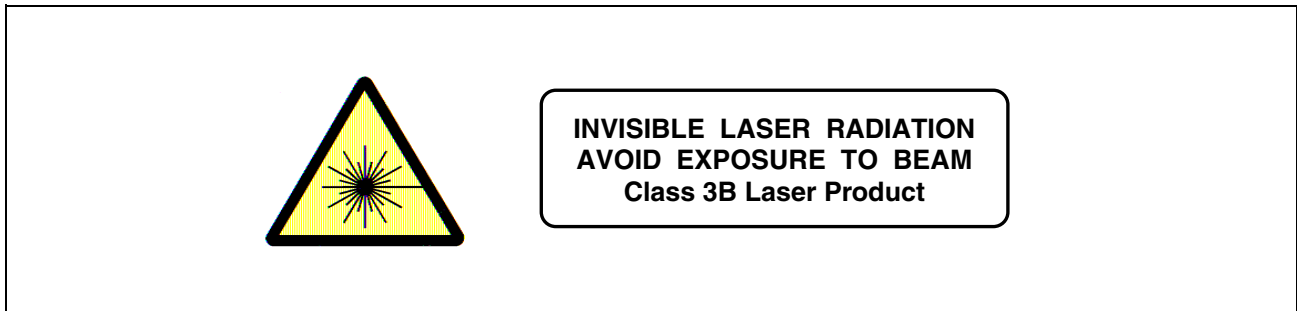 INVISIBLE LASER RADIATION
AVOID EXPOSURE TO BEAM
Class 3B Laser Product